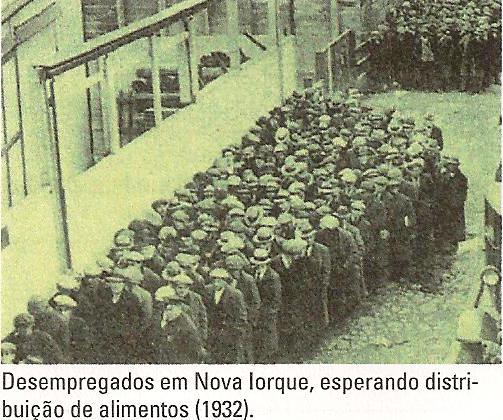 Desempregados em Nova Iorque, esperando distri-
buição de alimentos (1932).